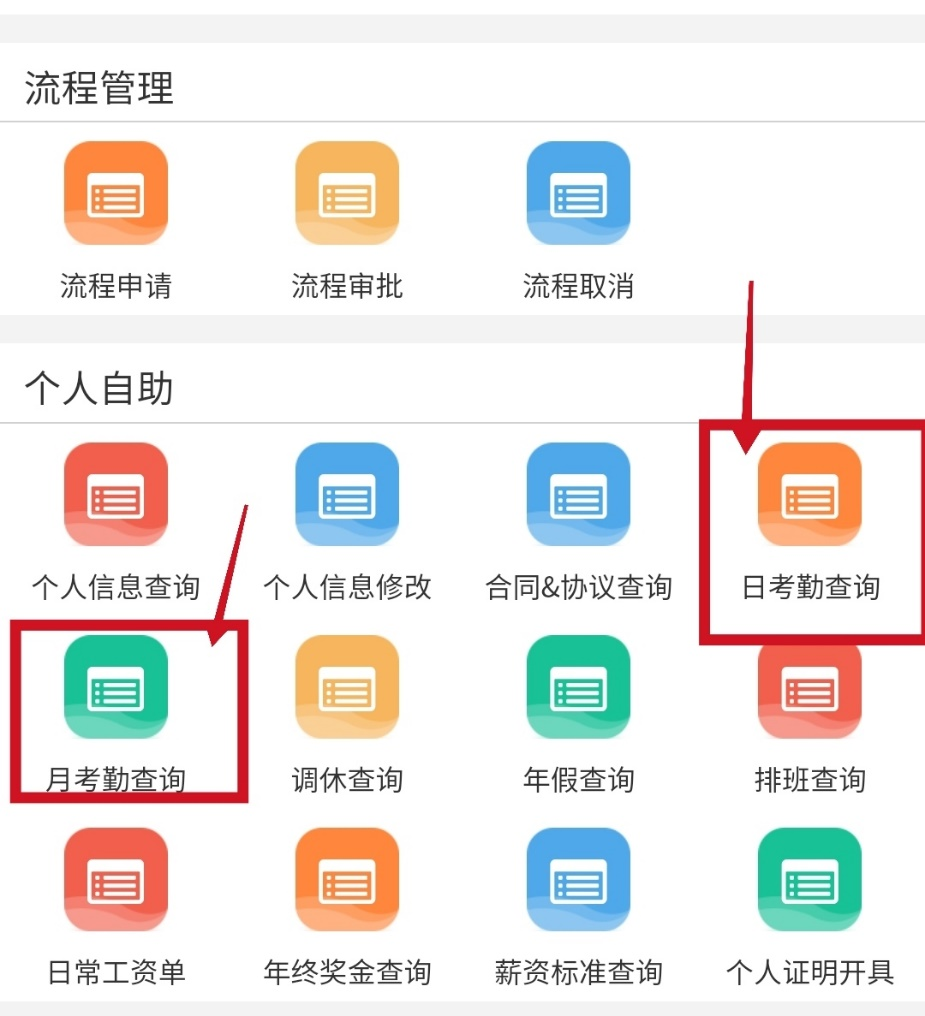 流程管理
流程申请 流程审批 流程取消
个人自助
个人信息查询 个人信息修改 合同&协议查询 日考勤查询
月考勤查询 调休查询 年假查询 排班查询
日常工资单 年终奖金查询 薪资标准查询 个人证明开具